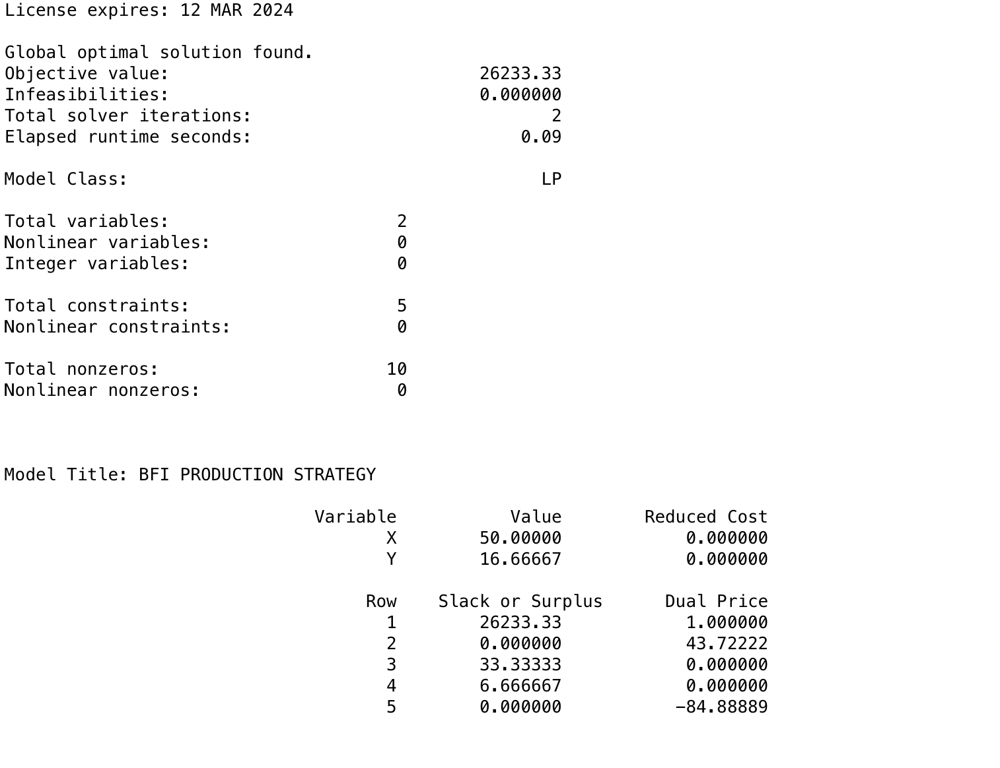 License expires: 12 MAR 2024
Global optimal solution found.
Objective value: 26233.33
Infeasibilities: 0.000000
Total solver iterations: 2
Elapsed runtime seconds: 0.09
Model Class: LP
Total variables: 2
Nonlinear variables: 0
Integer variables: 0
Total constraints: 5
Nonlinear constraints: 0
Total nonzeros: 10
Nonlinear nonzeros: 0
Model Title: BFI PRODUCTION STRATEGY
Variable Value Reduced Cost
X 50.00000 0.000000
Y 16.66667 0.000000
Row Slack or Surplus Dual Price
1 26233.33 1.000000
2 0.000000 43.72222
3 33.33333 0.000000
4 6.666667 0.000000
5 0.000000 −84.88889